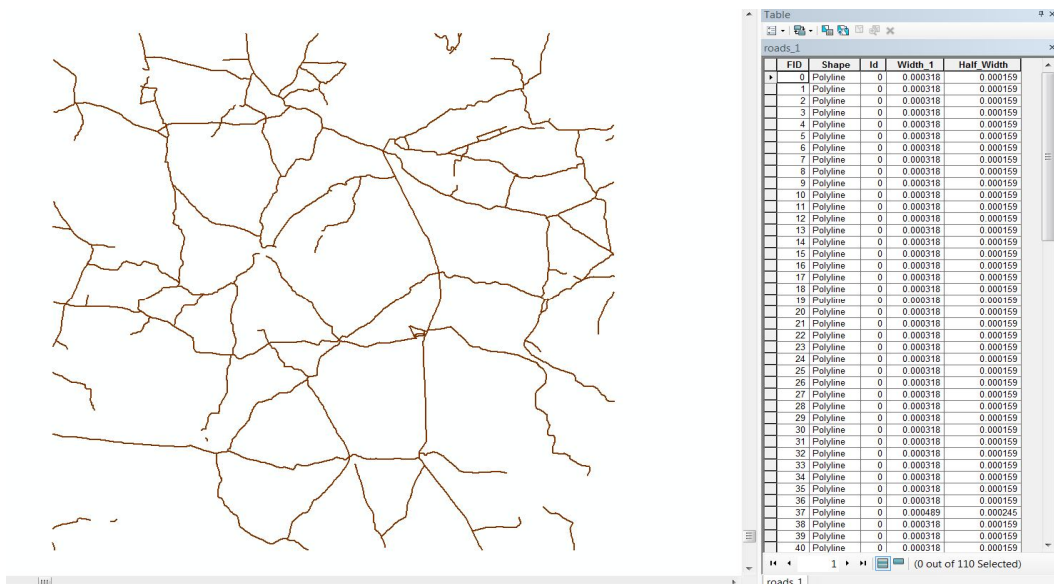 Table
roads_1
FID Shape Id Width_1 Half_Width
0 Polyline 0 0.000318 0.000159
1 Polyline 0 0.000318 0.000159
2 Polyline 0 0.000318 0.000159
3 Polyline 0 0.000318 0.000159
4 Polyline 0 0.000318 0.000159
5 Polyline 0 0.000318 0.000159
6 Polyline 0 0.000318 0.000159
7 Polyline 0 0.000318 0.000159
8 Polyline 0 0.000318 0.000159
9 Polyline 0 0.000318 0.000159
10 Polyline 0 0.000318 0.000159
11 Polyline 0 0.000318 0.000159
12 Polyline 0 0.000318 0.000159
13 Polyline 0 0.000318 0.000159
14 Polyline 0 0.000318 0.000159
15 Polyline 0 0.000318 0.000159
16 Polyline 0 0.000318 0.000159
17 Polyline 0 0.000318 0.000159
18 Polyline 0 0.000318 0.000159
19 Polyline 0 0.000318 0.000159
20 Polyline 0 0.000318 0.000159
21 Polyline 0 0.000318 0.000159
22 Polyline 0 0.000318 0.000159
23 Polyline 0 0.000318 0.000159
24 Polyline 0 0.000318 0.000159
25 Polyline 0 0.000318 0.000159
26 Polyline 0 0.000318 0.000159
27 Polyline 0 0.000318 0.000159
28 Polyline 0 0.000318 0.000159
29 Polyline 0 0.000318 0.000159
30 Polyline 0 0.000318 0.000159
31 Polyline 0 0.000318 0.000159
32 Polyline 0 0.000318 0.000159
33 Polyline 0 0.000318 0.000159
34 Polyline 0 0.000318 0.000159
35 Polyline 0 0.000318 0.000159
36 Polyline 0 0.000318 0.000159
37 Polyline 0 0.000489 0.000245
38 Polyline 0 0.000318 0.000159
39 Polyline 0 0.000318 0.000159
40 Polyline 0 0.000318 0.000159
1 (0 out of 110 Selected)
roads_1